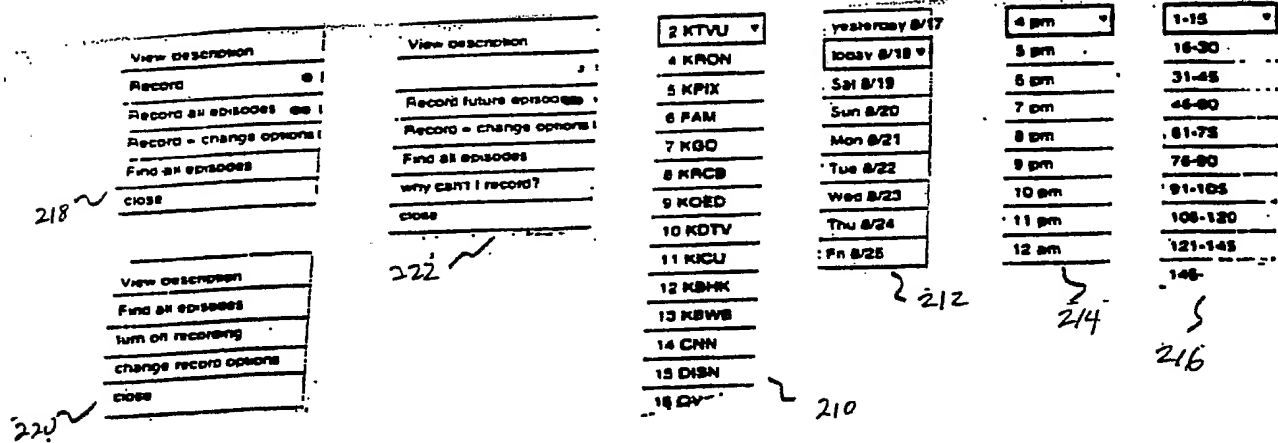 View description
Record
Record all episodes
Record - change options
Find all episodes
close
218
View description
Record future episodes
Record - change options
Find all episodes
why can't I record?
close
222
View description
Find all episodes
turn off recording
change record options
close
220
2 KTVU
4 KRON
5 KPIX
6 FAM
7 KGO
8 KRCB
9 KQED
10 KDTV
11 KICU
12 KBHK
13 KBWB
14 CNN
15 DISN
16
210
yesterday 8/17
today 8/18
Sat 8/19
Sun 8/20
Mon 8/21
Tue 8/22
Wed 8/23
Thu 8/24
Fri 8/25
212
4 pm
5 pm
6 pm
7 pm
8 pm
9 pm
10 pm
11 pm
12 pm
214
1-15
16-30
31-45
46-60
61-75
76-90
91-105
106-120
121-145
146-
216